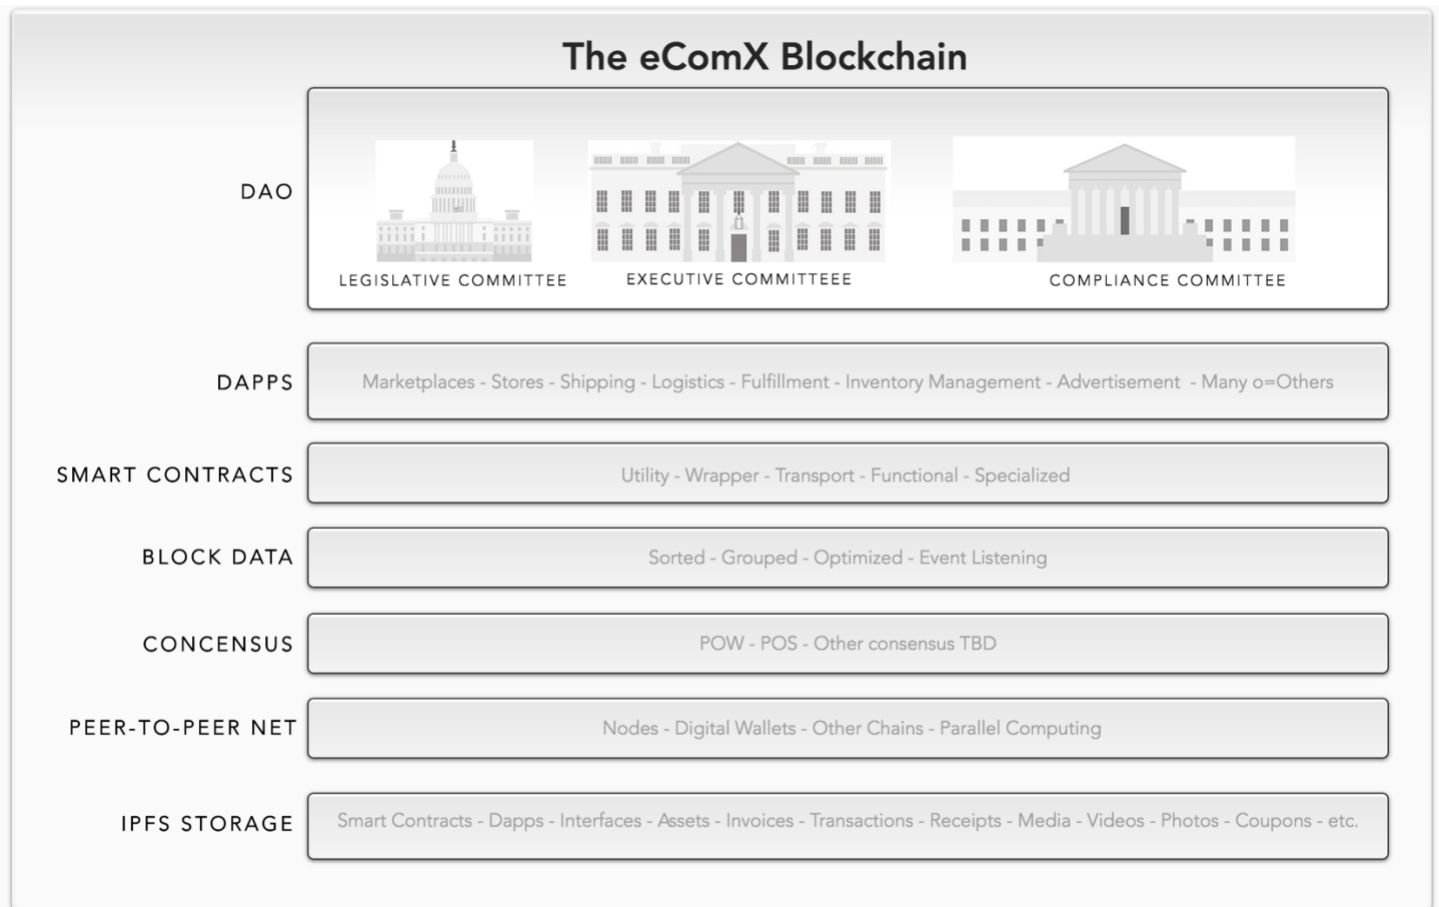 The eComX Blockchain
DAO
LEGISLATIVE COMMITTEE
EXECUTIVE COMMITTEEE
COMPLIANCE COMMITTEE
DAPPS
Marketplaces - Stores - Shipping - Logistics - Fulfillment - Inventory Management - Advertisement - Many o=Others
SMART CONTRACTS
Utility - Wrapper - Transport - Functional - Specialized
BLOCK DATA
Sorted - Grouped - Optimized - Event Listening
CONCENSUS
POW - POS - Other consensus TBD
PEER-TO-PEER NET
Nodes - Digital Wallets - Other Chains - Parallel Computing
IPFS STORAGE
Smart Contracts - Dapps - Interfaces - Assets - Invoices - Transactions - Receipts - Media - Videos - Photos - Coupons - etc.